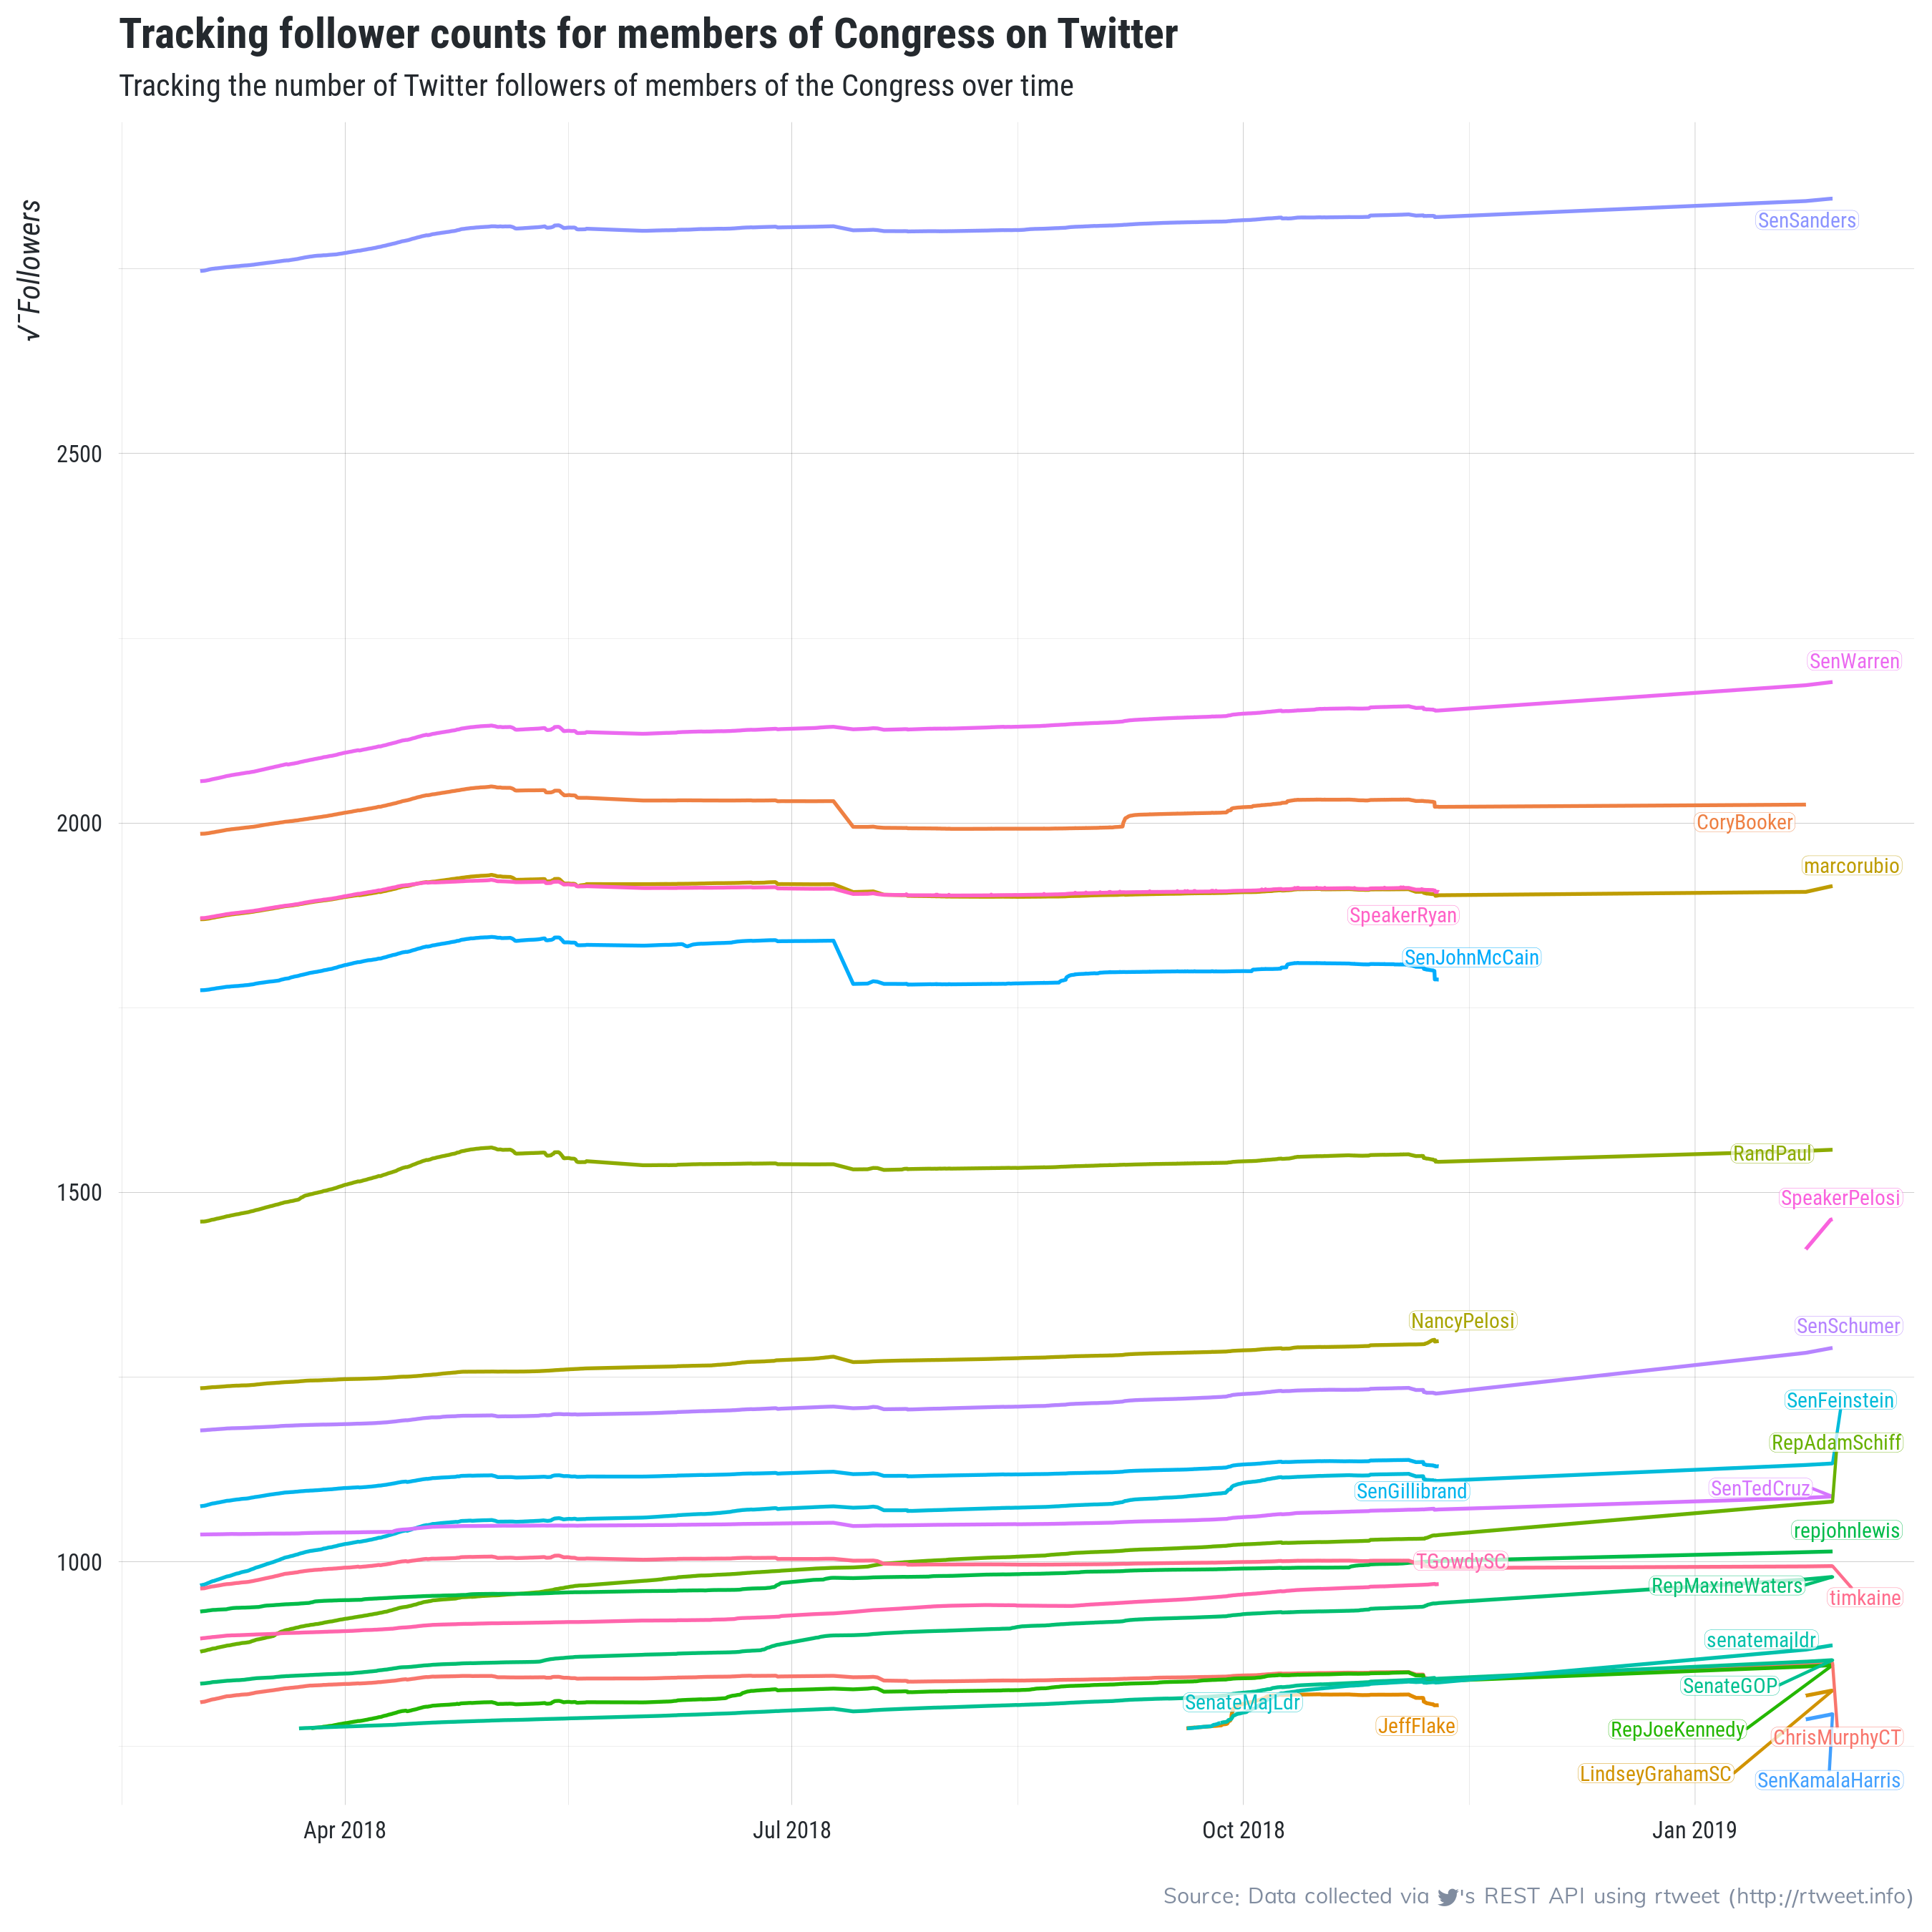 Tracking follower counts for members of Congress on Twitter
Tracking the number of Twitter followers of members of the Congress over time
√‾Followers
2500
2000
1500
1000
SenSanders
SenWarren
CoryBooker
marcorubio
SpeakerRyan
SenJohnMcCain
RandPaul
SpeakerPelosi
NancyPelosi
SenSchumer
SenFeinstein
RepAdamSchiff
SenTedCruz
SenGillibrand
repjohnlewis
TGowdySC
RepMaxineWaters
timkaine
senatemajldr
SenateGOP
SenateMajLdr
JeffFlake
RepJoeKennedy
ChrisMurphyCT
LindseyGrahamSC
SenKamalaHarris
Apr 2018
Jul 2018
Oct 2018
Jan 2019
Source: Data collected via 's REST API using rtweet (http://rtweet.info)